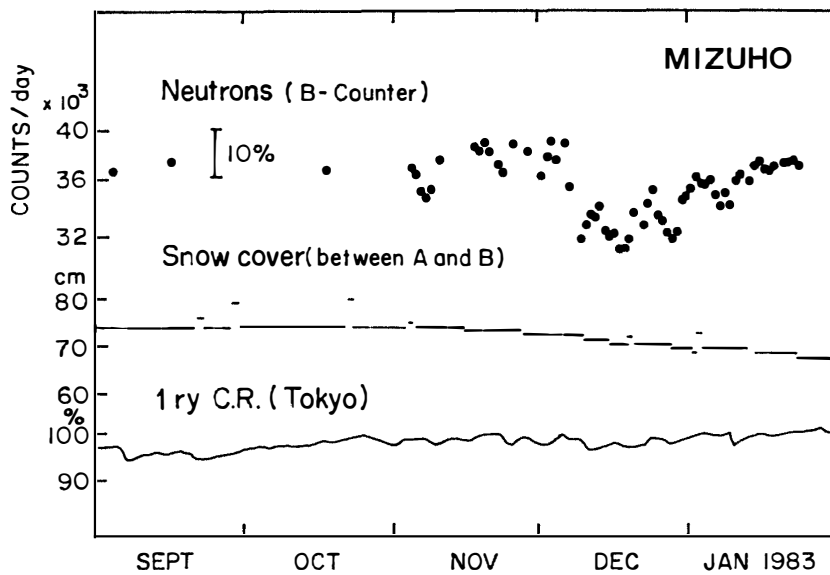 MIZUHO
Neutrons (B-Counter)
COUNTS/day
× 10³
40
36
32
10%
Snow cover (between A and B)
cm
80
70
60
1 ry C.R. (Tokyo)
%
100
90
SEPT OCT NOV DEC JAN 1983